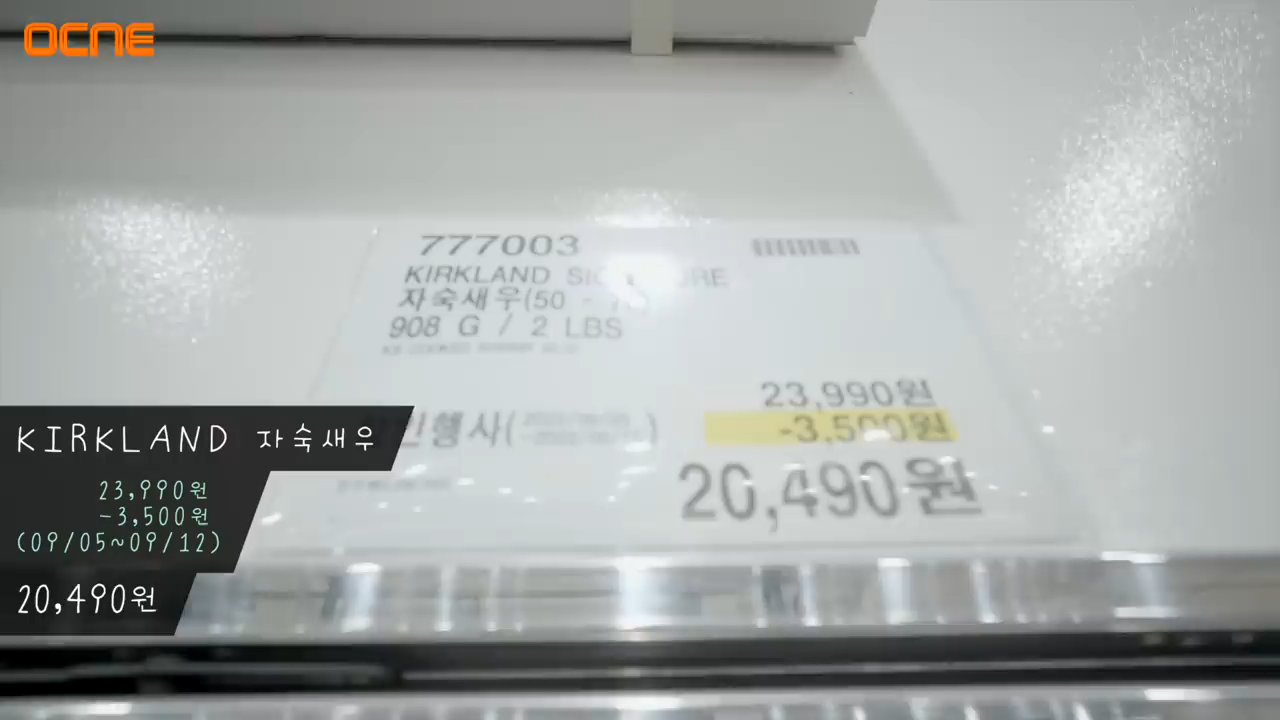 OCNE
777003
KIRKLAND
자숙새우(50 -
908 G / 2 LBS
23,990원
-3,500원
20,490원
KIRKLAND 자숙새우
23,990원
-3,500원
(09/05~09/12)
20,490원